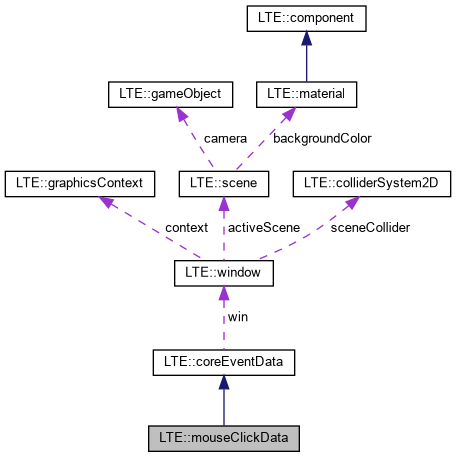 LTE::component
LTE::gameObject
LTE::material
camera
backgroundColor
LTE::graphicsContext
LTE::scene
LTE::colliderSystem2D
context
activeScene
sceneCollider
LTE::window
win
LTE::coreEventData
LTE::mouseClickData